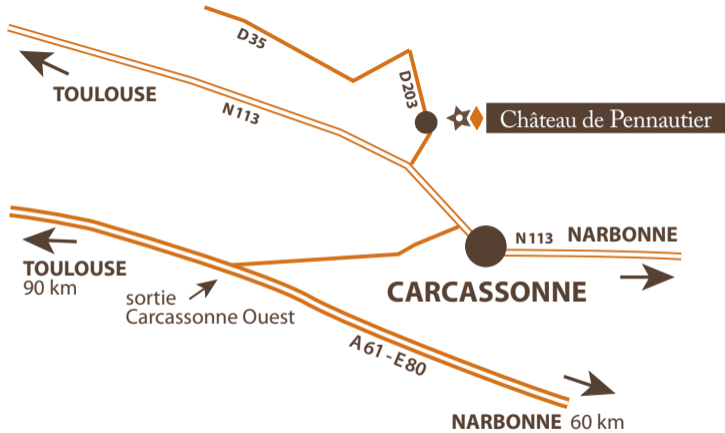 D35
D203
TOULOUSE
N113
Château de Pennautier
N113
NARBONNE
TOULOUSE
90 km
CARCASSONNE
sortie
Carcassonne Ouest
A61 - E80
NARBONNE 60 km